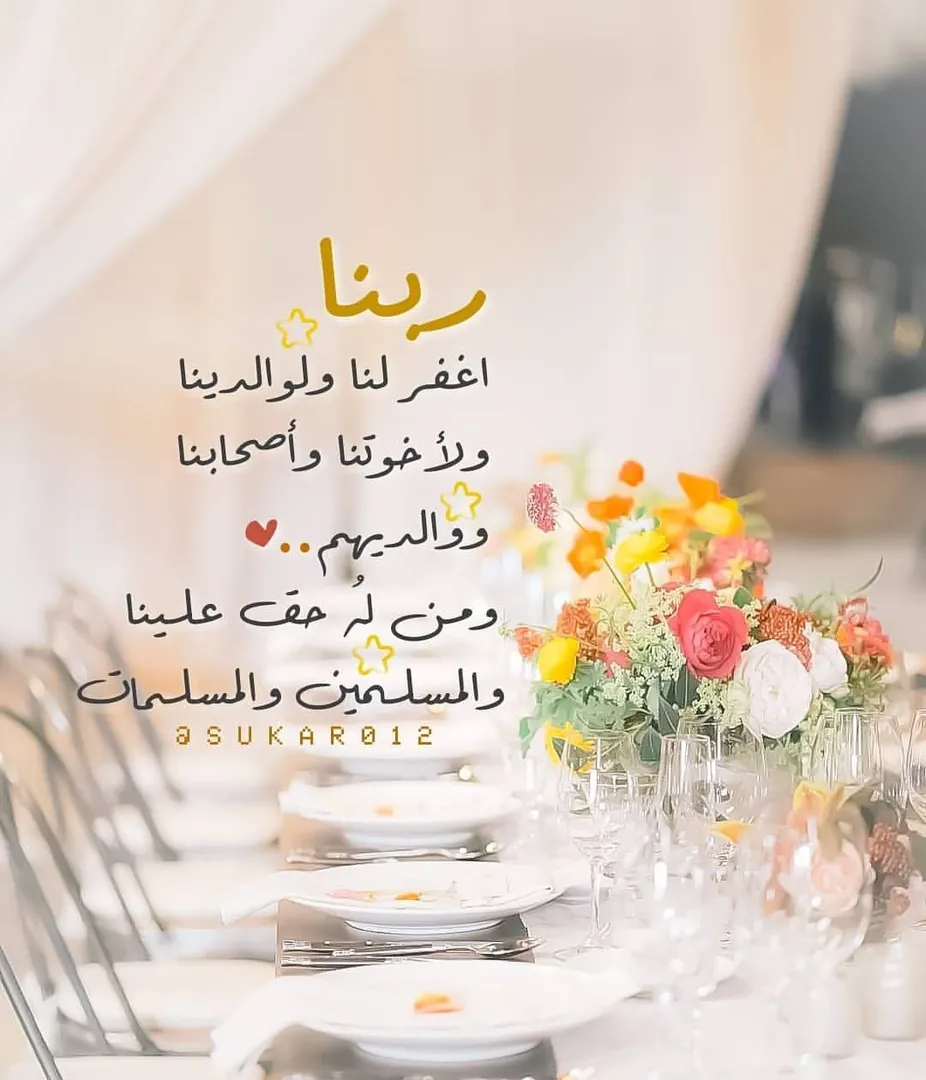 ربنا
اغفر لنا ولوالدينا
ولأخوتنا وأصحابنا
ووالديهم..
ومن لهُ حق علينا
والمسلمين والمسلمات
@SUKAR012